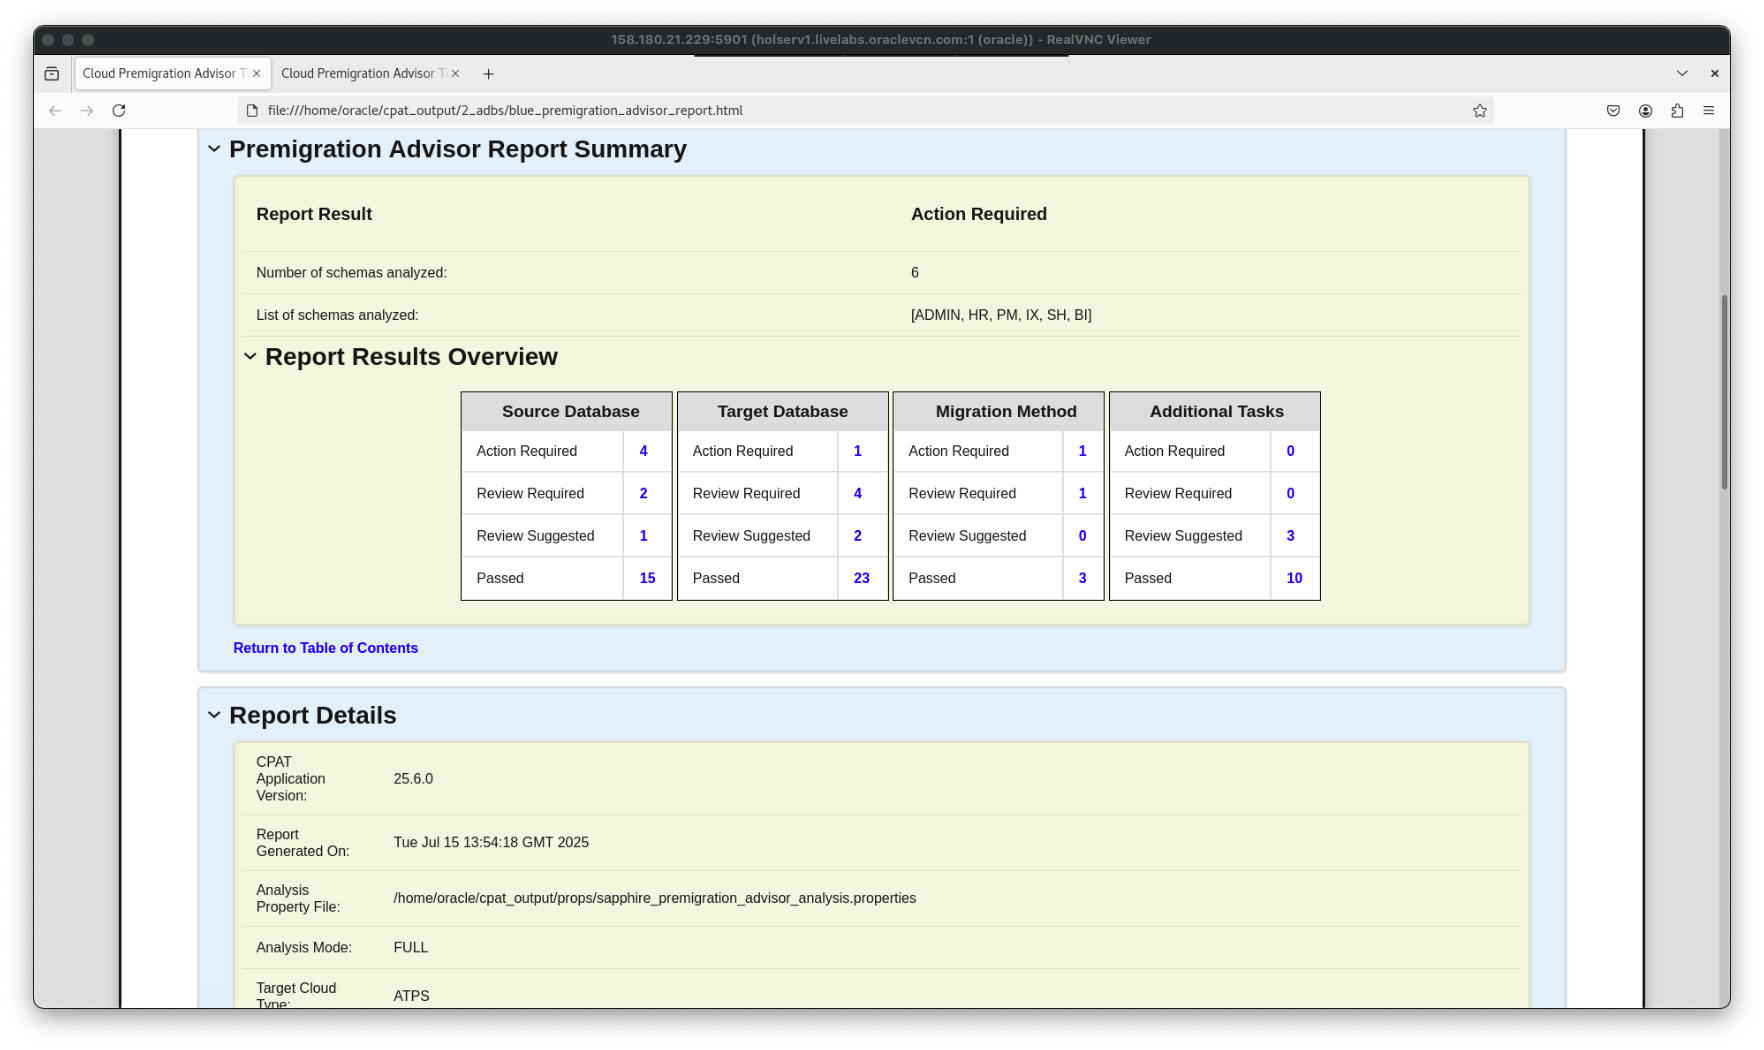 158.180.21.229:5901 (holserv1.livelabs.oraclevcn.com:1 (oracle)) - RealVNC Viewer
Cloud Premigration Advisor T
Cloud Premigration Advisor T
file:///home/oracle/cpat_output/2_adbs/blue_premigration_advisor_report.html
Premigration Advisor Report Summary
Report Result Action Required
Number of schemas analyzed: 6
List of schemas analyzed: [ADMIN, HR, PM, IX, SH, BI]
Report Results Overview
Source Database Target Database Migration Method Additional Tasks
Action Required 4 Action Required 1 Action Required 1 Action Required 0
Review Required 2 Review Required 4 Review Required 1 Review Required 0
Review Suggested 1 Review Suggested 2 Review Suggested 0 Review Suggested 3
Passed 15 Passed 23 Passed 3 Passed 10
Return to Table of Contents
Report Details
CPAT
Application
Version:
25.6.0
Report
Generated On:
Tue Jul 15 13:54:18 GMT 2025
Analysis
Property File:
/home/oracle/cpat_output/props/sapphire_premigration_advisor_analysis.properties
Analysis Mode: FULL
Target Cloud
Type:
ATPS